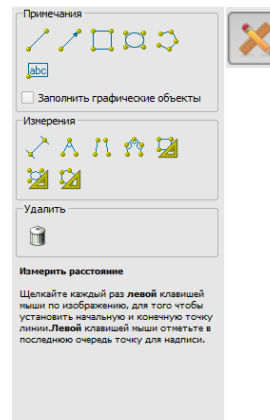 Примечания
abc
Заполнить графические объекты
Измерения
Удалить
Измерить расстояние
Щелкайте каждый раз левой клавишей
мыши по изображению, для того чтобы
установить начальную и конечную точку
линии.Левой клавишей мыши отметьте в
последнюю очередь точку для надписи.